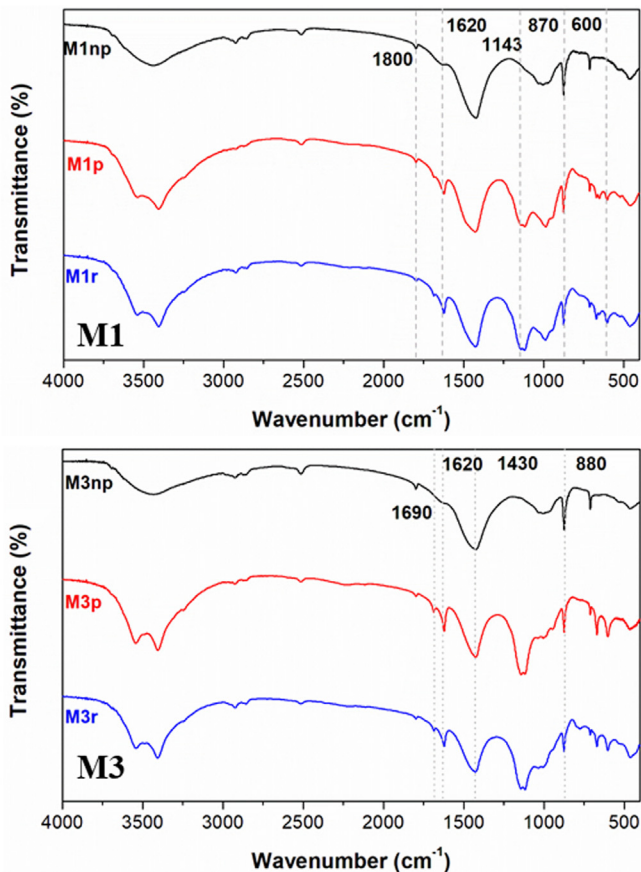 1620 870 600
1143
1800
M1np
M1p
M1r
M1
Transmittance (%)
4000 3500 3000 2500 2000 1500 1000 500
Wavenumber (cm⁻¹)
1620 1430 880
M3np
1690
M3p
M3r
M3
Transmittance (%)
4000 3500 3000 2500 2000 1500 1000 500
Wavenumber (cm⁻¹)